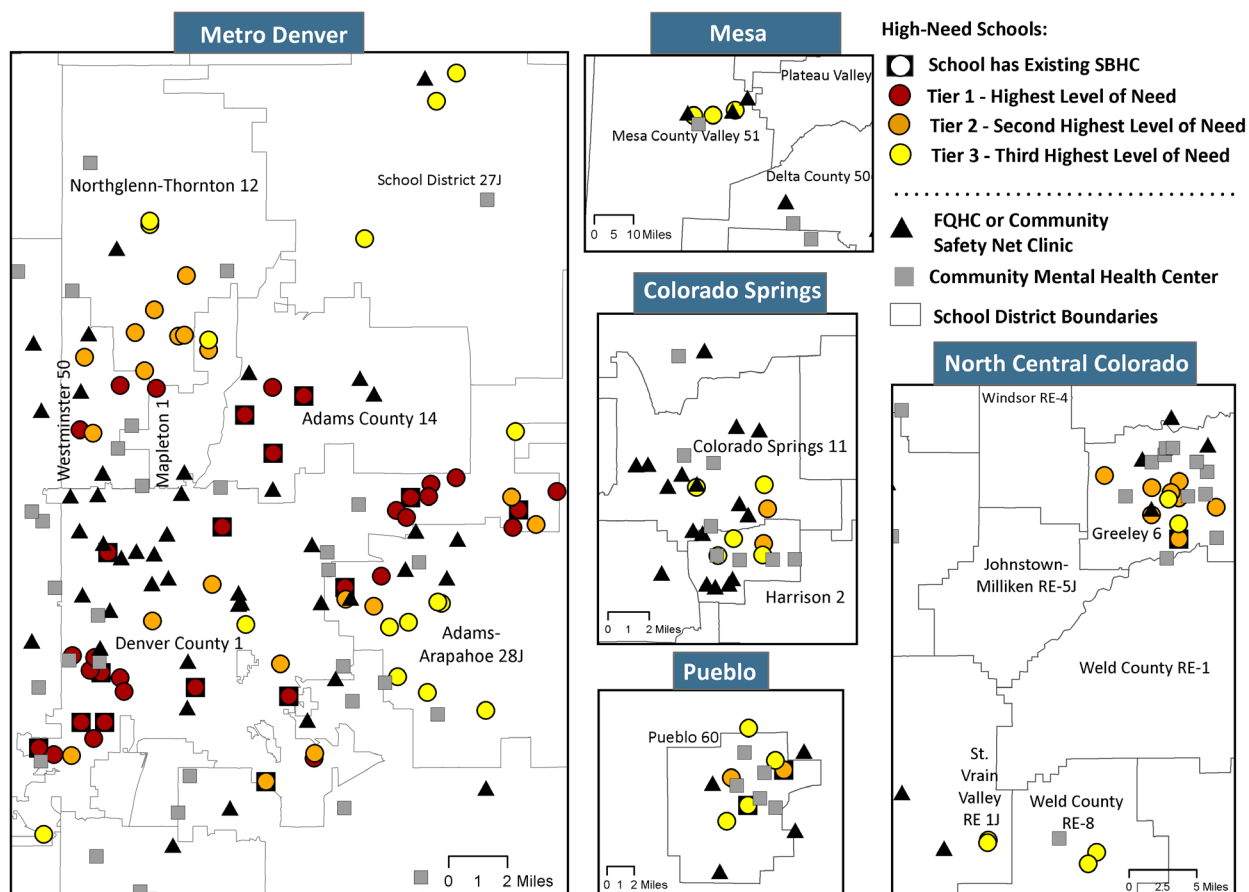 Metro Denver
Northglenn-Thornton 12
School District 27J
Westminster 50
Mapleton 1
Adams County 14
Denver County 1
Adams-
Arapahoe 28J
0 1 2 Miles
Mesa
Plateau Valley
Mesa County Valley 51
Delta County 50
0 5 10 Miles
Colorado Springs
Colorado Springs 11
Harrison 2
0 1 2 Miles
Pueblo
Pueblo 60
0 1 2 Miles
High-Need Schools:
School has Existing SBHC
Tier 1 - Highest Level of Need
Tier 2 - Second Highest Level of Need
Tier 3 - Third Highest Level of Need
FQHC or Community
Safety Net Clinic
Community Mental Health Center
School District Boundaries
North Central Colorado
Windsor RE-4
Greeley 6
Johnstown-
Milliken RE-5J
Weld County RE-1
St.
Vrain
Valley
RE 1J
Weld County
RE-8
0 2.5 5 Miles